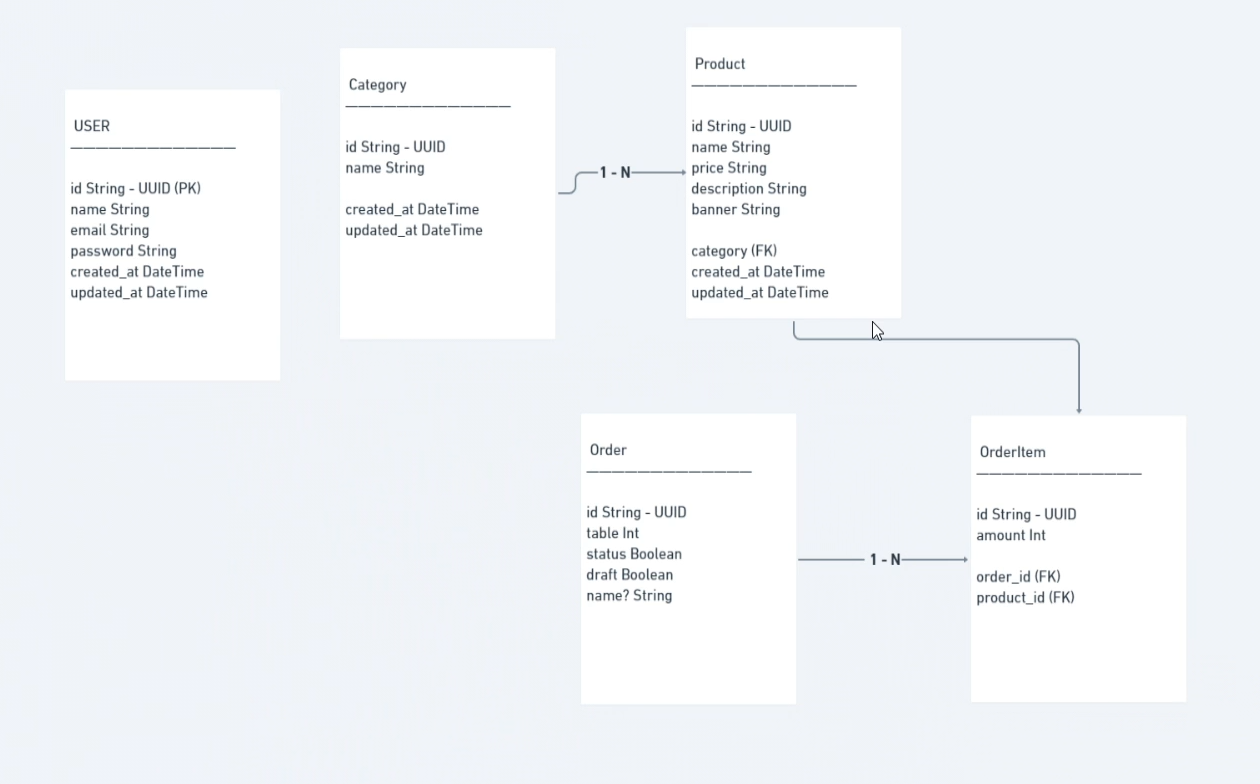 USER
—————————————
id String - UUID (PK)
name String
email String
password String
created_at DateTime
updated_at DateTime
Category
—————————————
id String - UUID
name String
created_at DateTime
updated_at DateTime
1 - N
Product
—————————————
id String - UUID
name String
price String
description String
banner String
category (FK)
created_at DateTime
updated_at DateTime
Order
—————————————
id String - UUID
table Int
status Boolean
draft Boolean
name? String
1 - N
OrderItem
—————————————
id String - UUID
amount Int
order_id (FK)
product_id (FK)